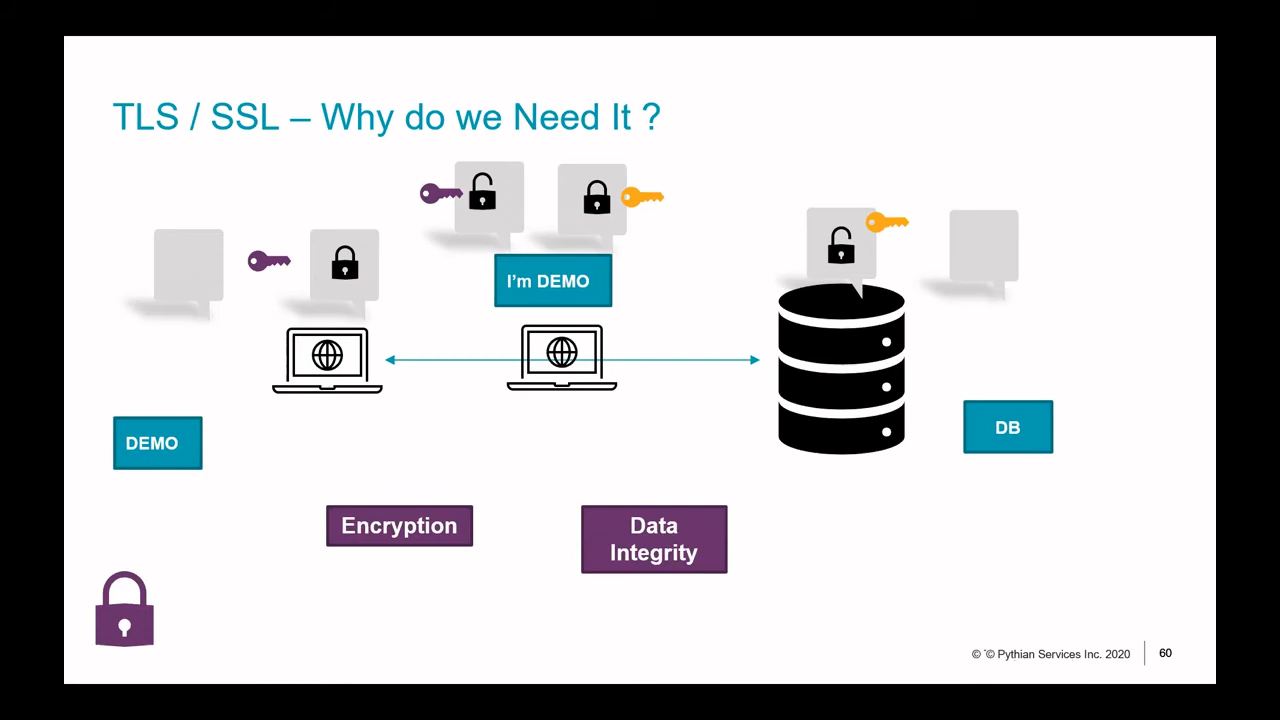 TLS / SSL – Why do we Need It ?
I'm DEMO
DEMO
DB
Encryption
Data
Integrity
© ˜© Pythian Services Inc. 2020
60